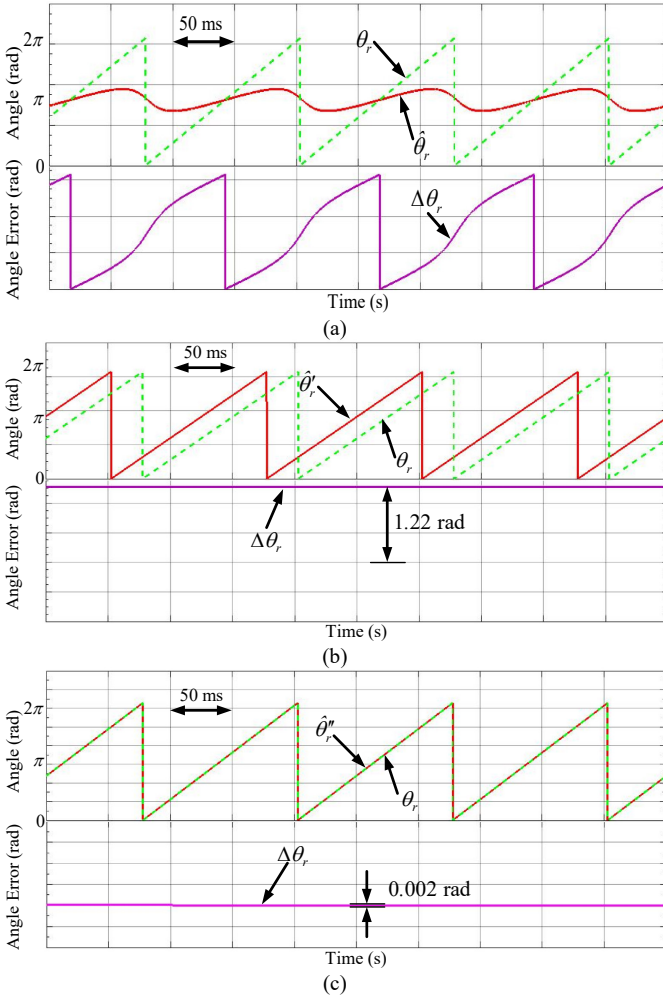 50 ms
2π
π
0
Angle (rad)
θr
θ̂r
Angle Error (rad)
Δθr
Time (s)
(a)
50 ms
2π
π
0
Angle (rad)
θ̂′r
θr
Angle Error (rad)
Δθr
1.22 rad
Time (s)
(b)
50 ms
2π
π
0
Angle (rad)
θ̂″r
θr
Angle Error (rad)
Δθr
0.002 rad
Time (s)
(c)